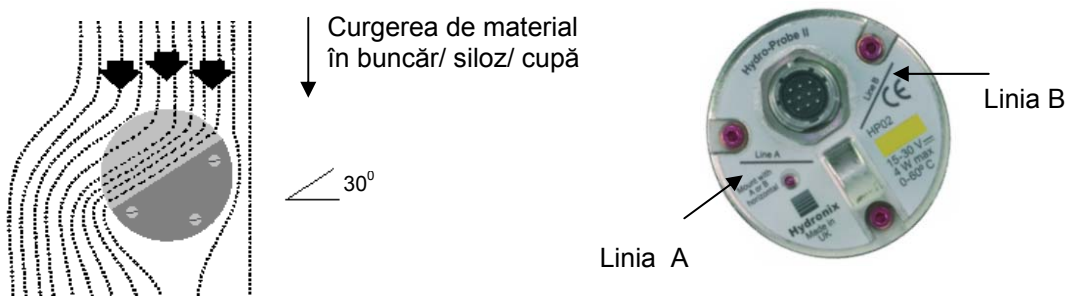 Curgerea de material
în buncăr/ siloz/ cupă
30⁰
Hydro-Probe II
Line B
CE
HP02
15-30 V
4 W max
0-60° C
Line A
Mount with
A or B
horizontal
Hydronix
Made in
UK
Linia B
Linia A